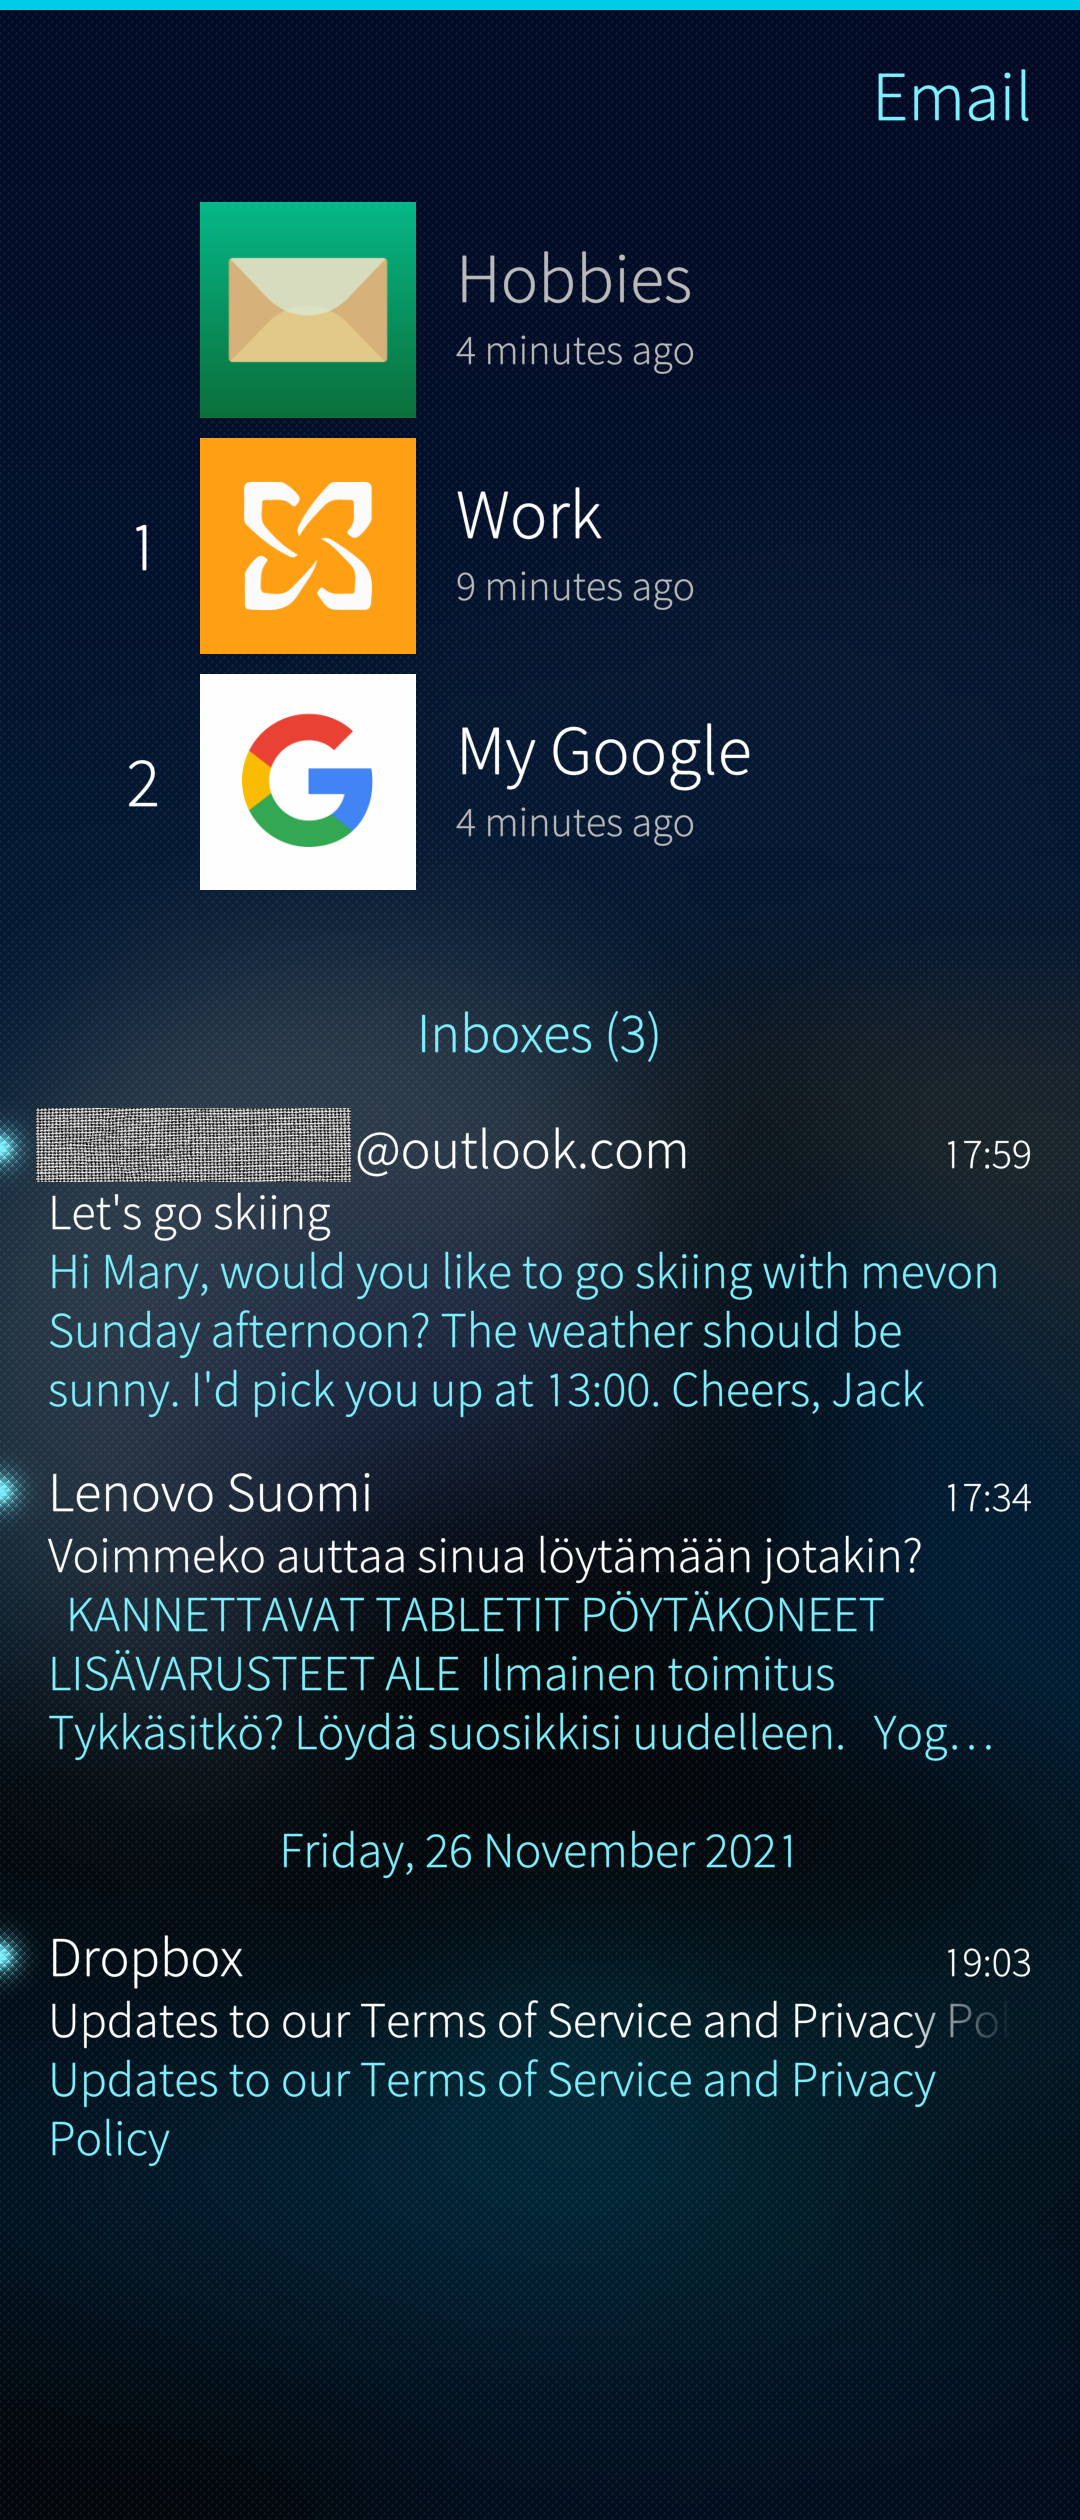 Email
Hobbies
4 minutes ago
1
Work
9 minutes ago
2
My Google
4 minutes ago
Inboxes (3)
@outlook.com 17:59
Let's go skiing
Hi Mary, would you like to go skiing with mevon
Sunday afternoon? The weather should be
sunny. I'd pick you up at 13:00. Cheers, Jack
Lenovo Suomi 17:34
Voimmeko auttaa sinua löytämään jotakin?
KANNETTAVAT TABLETIT PÖYTÄKONEET
LISÄVARUSTEET ALE Ilmainen toimitus
Tykkäsitkö? Löydä suosikkisi uudelleen. Yog...
Friday, 26 November 2021
Dropbox 19:03
Updates to our Terms of Service and Privacy Pol
Updates to our Terms of Service and Privacy
Policy